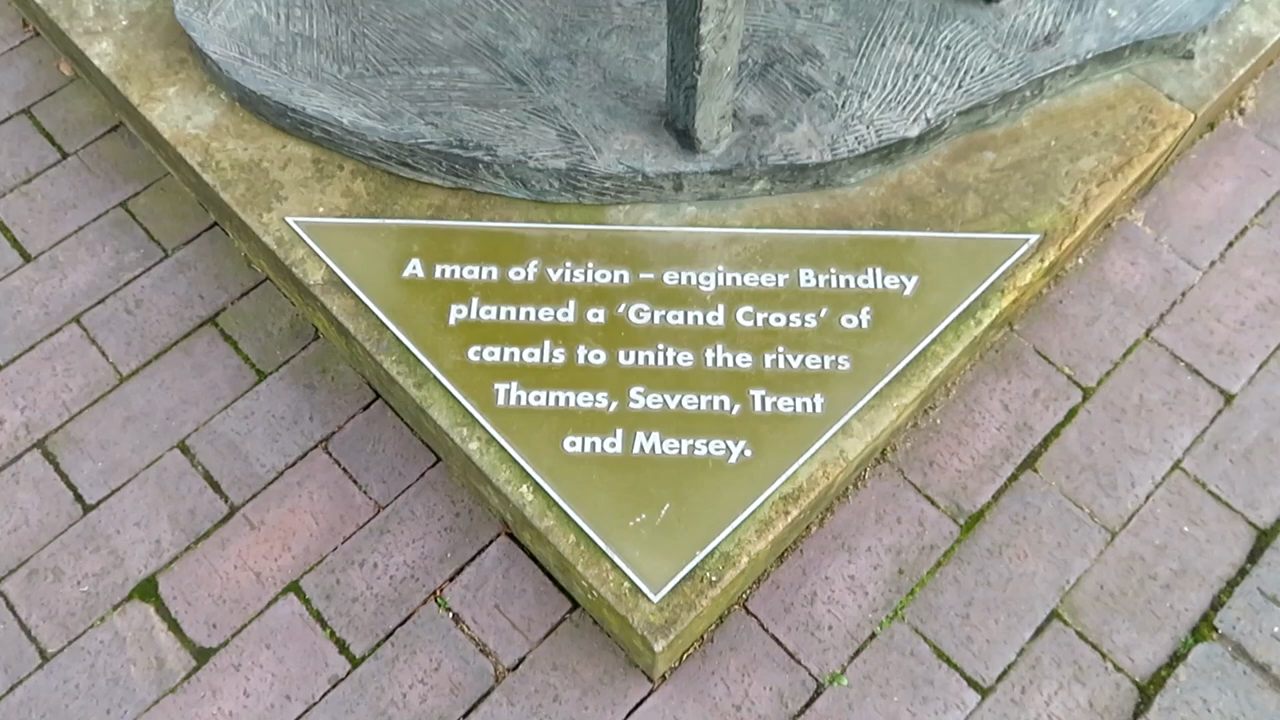 A man of vision – engineer Brindley
planned a ‘Grand Cross’ of
canals to unite the rivers
Thames, Severn, Trent
and Mersey.